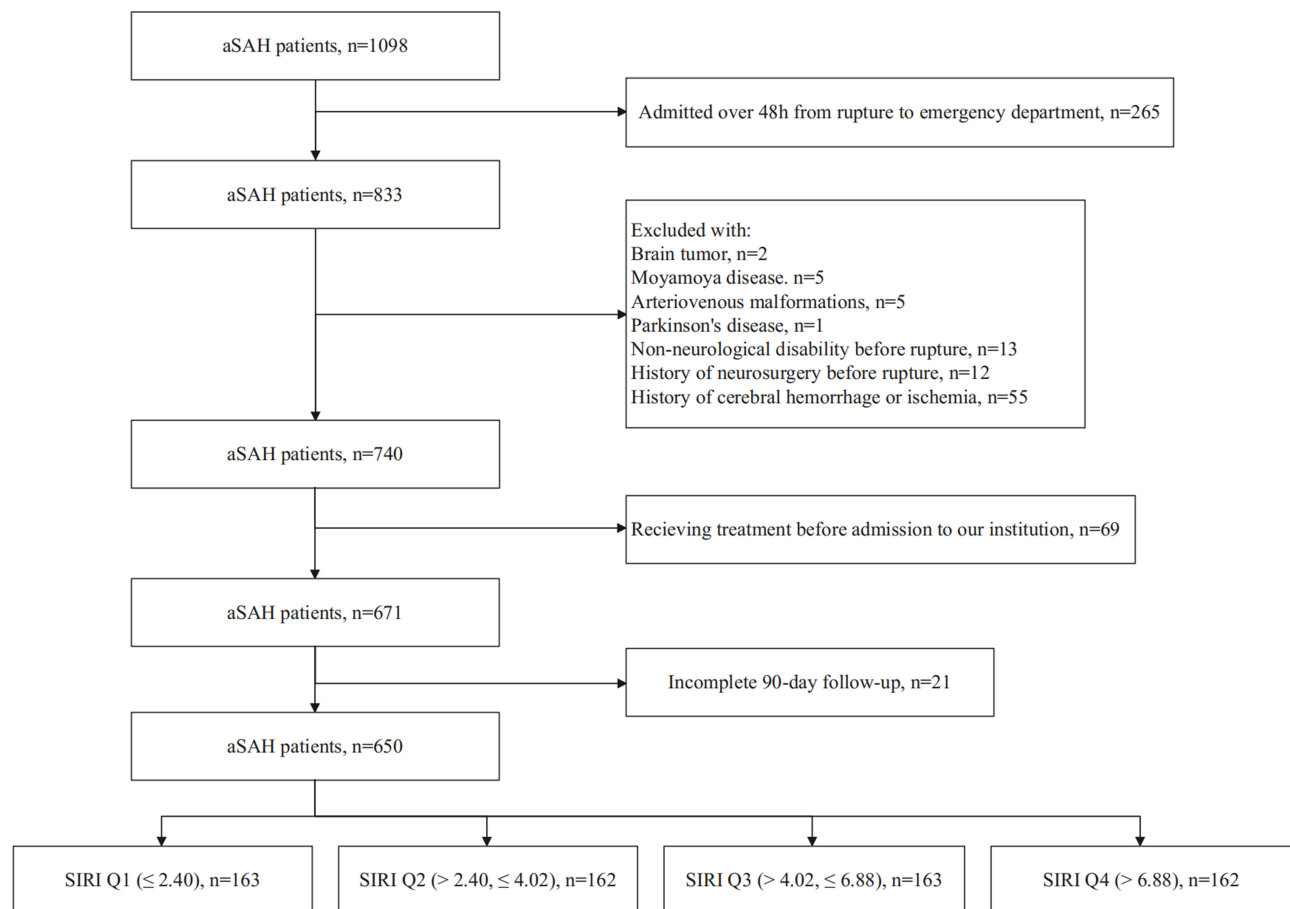 aSAH patients, n=1098
Admitted over 48h from rupture to emergency department, n=265
aSAH patients, n=833
Excluded with:
Brain tumor, n=2
Moyamoya disease. n=5
Arteriovenous malformations, n=5
Parkinson's disease, n=1
Non-neurological disability before rupture, n=13
History of neurosurgery before rupture, n=12
History of cerebral hemorrhage or ischemia, n=55
aSAH patients, n=740
Recieving treatment before admission to our institution, n=69
aSAH patients, n=671
Incomplete 90-day follow-up, n=21
aSAH patients, n=650
SIRI Q1 (≤ 2.40), n=163
SIRI Q2 (> 2.40, ≤ 4.02), n=162
SIRI Q3 (> 4.02, ≤ 6.88), n=163
SIRI Q4 (> 6.88), n=162